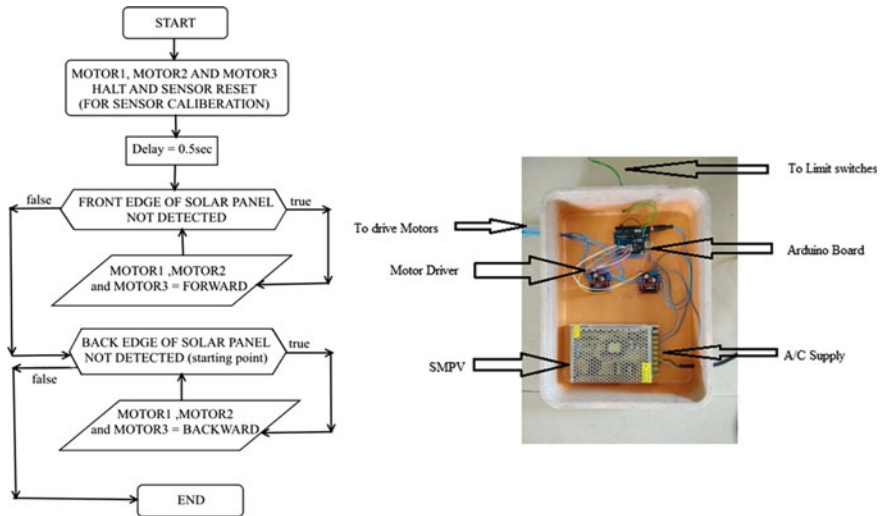 START
MOTOR1, MOTOR2 AND MOTOR3
HALT AND SENSOR RESET
(FOR SENSOR CALIBERATION)
Delay = 0.5sec
false
FRONT EDGE OF SOLAR PANEL
NOT DETECTED
true
MOTOR1 ,MOTOR2
and MOTOR3 = FORWARD
BACK EDGE OF SOLAR PANEL
NOT DETECTED (starting point)
true
false
MOTOR1 ,MOTOR2
and MOTOR3 = BACKWARD
END
To Limit switches
To drive Motors
Arduino Board
Motor Driver
SMPV
A/C Supply